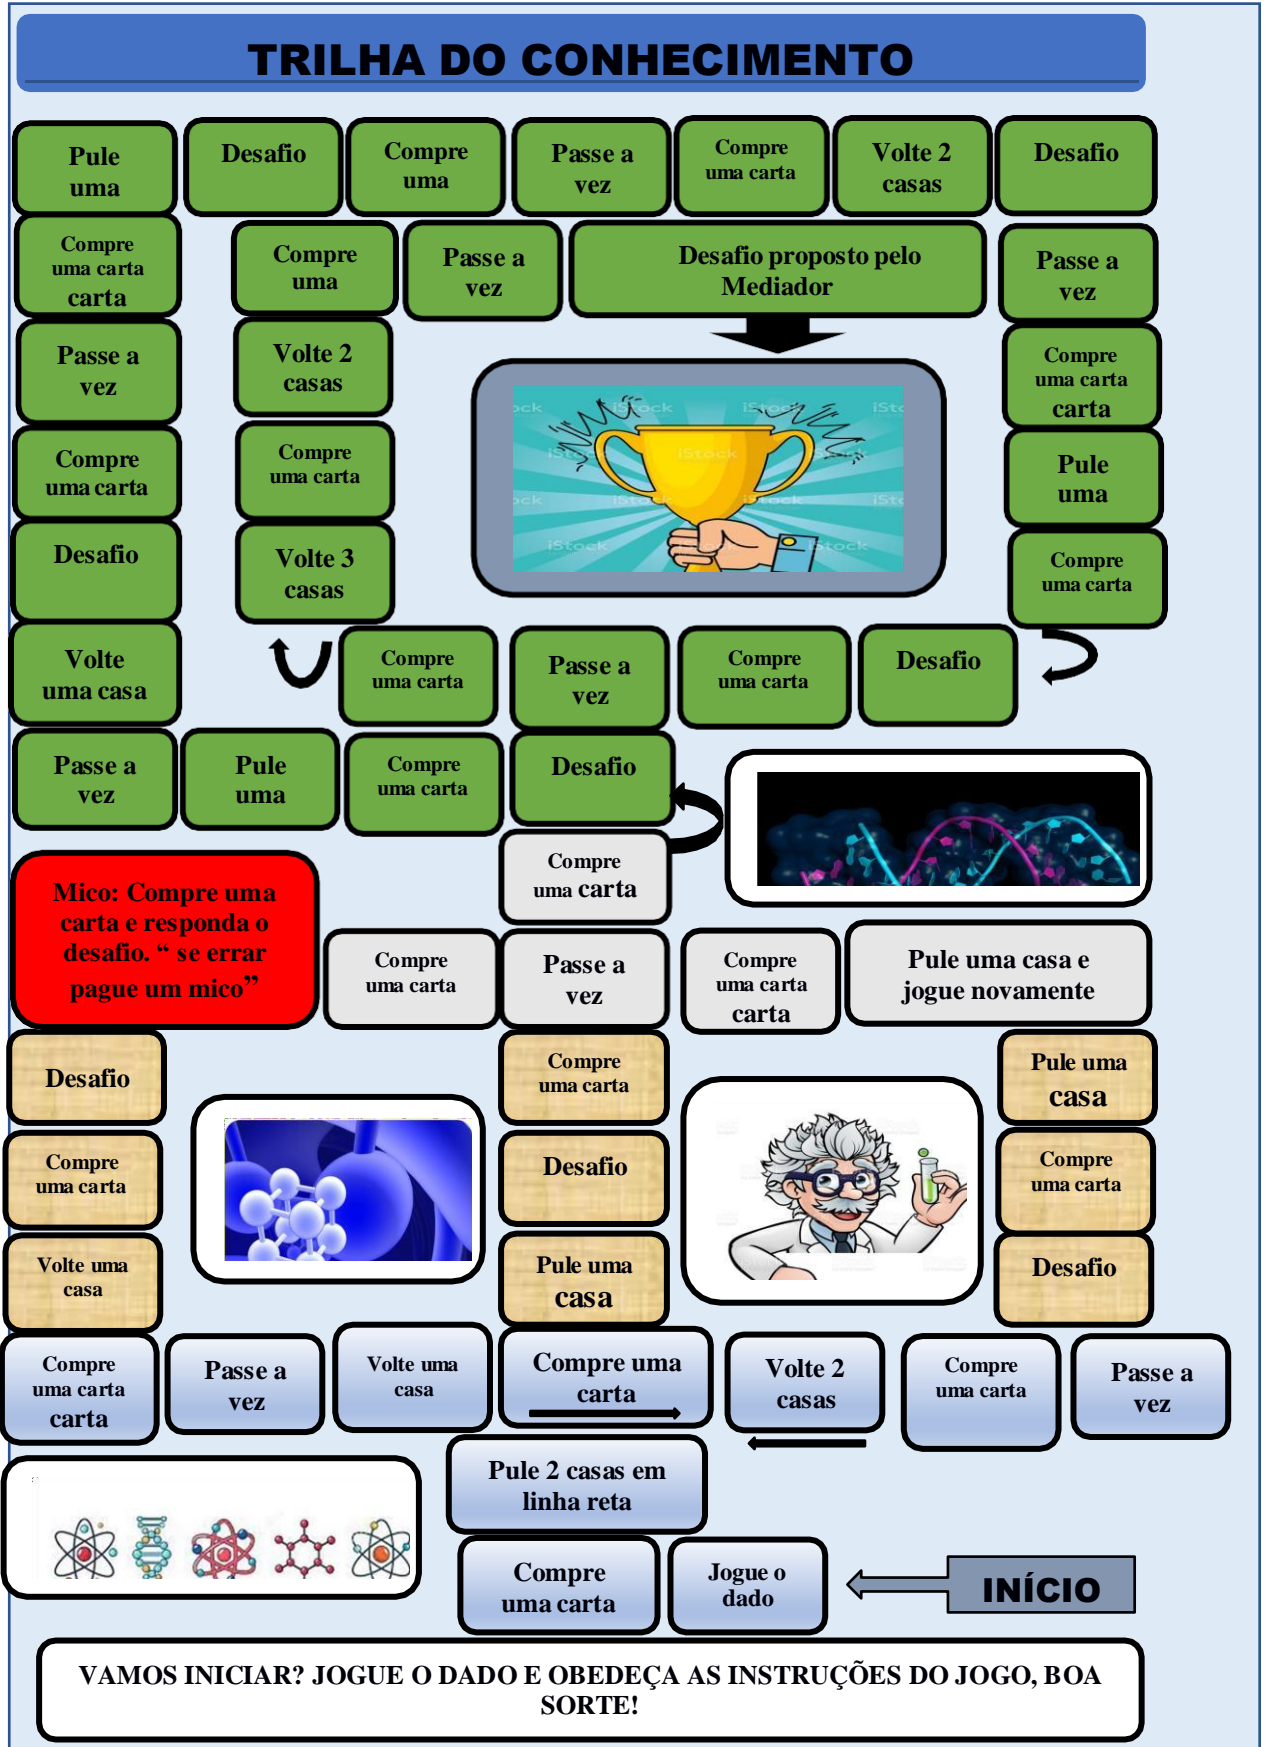 TRILHA DO CONHECIMENTO
Pule
uma
Desafio
Compre
uma
Passe a
vez
Compre
uma carta
Volte 2
casas
Desafio
Compre
uma carta
carta
Compre
uma
Passe a
vez
Desafio proposto pelo
Mediador
Passe a
vez
Passe a
vez
Volte 2
casas
Compre
uma carta
carta
iStock
iStock
iStock
iStock
iStock
iStock
iStock
iStock
Compre
uma carta
Compre
uma carta
Pule
uma
Desafio
Volte 3
casas
Compre
uma carta
Volte
uma casa
Compre
uma carta
Passe a
vez
Compre
uma carta
Desafio
Passe a
vez
Pule
uma
Compre
uma carta
Desafio
Compre
uma carta
Mico: Compre uma
carta e responda o
desafio. “ se errar
pague um mico”
Compre
uma carta
Passe a
vez
Compre
uma carta
carta
Pule uma casa e
jogue novamente
Desafio
Compre
uma carta
Pule uma
casa
Compre
uma carta
Desafio
Compre
uma carta
Volte uma
casa
Pule uma
casa
Desafio
Compre
uma carta
carta
Passe a
vez
Volte uma
casa
Compre uma
carta
Volte 2
casas
Compre
uma carta
Passe a
vez
Pule 2 casas em
linha reta
Compre
uma carta
Jogue o
dado
INÍCIO
VAMOS INICIAR? JOGUE O DADO E OBEDEÇA AS INSTRUÇÕES DO JOGO, BOA
SORTE!